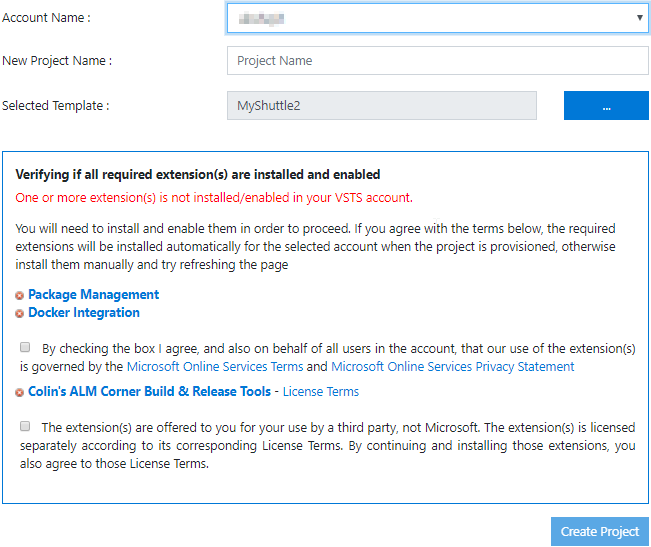 Account Name :
New Project Name :
Project Name
Selected Template :
MyShuttle2
...
Verifying if all required extension(s) are installed and enabled
One or more extension(s) is not installed/enabled in your VSTS account.
You will need to install and enable them in order to proceed. If you agree with the terms below, the required
extensions will be installed automatically for the selected account when the project is provisioned, otherwise
install them manually and try refreshing the page
Package Management
Docker Integration
By checking the box I agree, and also on behalf of all users in the account, that our use of the extension(s)
is governed by the Microsoft Online Services Terms and Microsoft Online Services Privacy Statement
Colin's ALM Corner Build & Release Tools - License Terms
The extension(s) are offered to you for your use by a third party, not Microsoft. The extension(s) is licensed
separately according to its corresponding License Terms. By continuing and installing those extensions, you
also agree to those License Terms.
Create Project